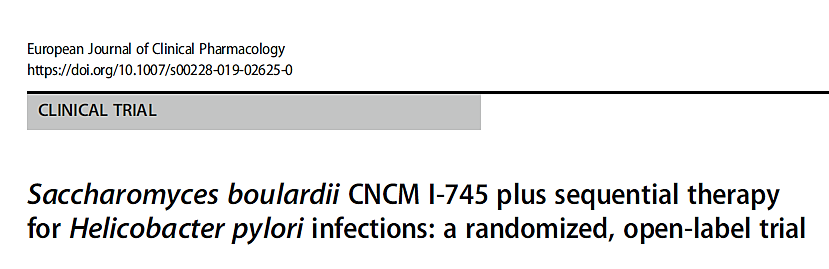 European Journal of Clinical Pharmacology
https://doi.org/10.1007/s00228-019-02625-0
CLINICAL TRIAL
Saccharomyces boulardii CNCM I-745 plus sequential therapy
for Helicobacter pylori infections: a randomized, open-label trial